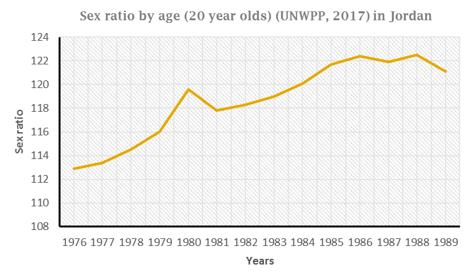 Sex ratio by age (20 year olds) (UNWPP, 2017) in Jordan
124
122
120
118
116
114
112
110
108
Sex ratio
1976 1977 1978 1979 1980 1981 1982 1983 1984 1985 1986 1987 1988 1989
Years